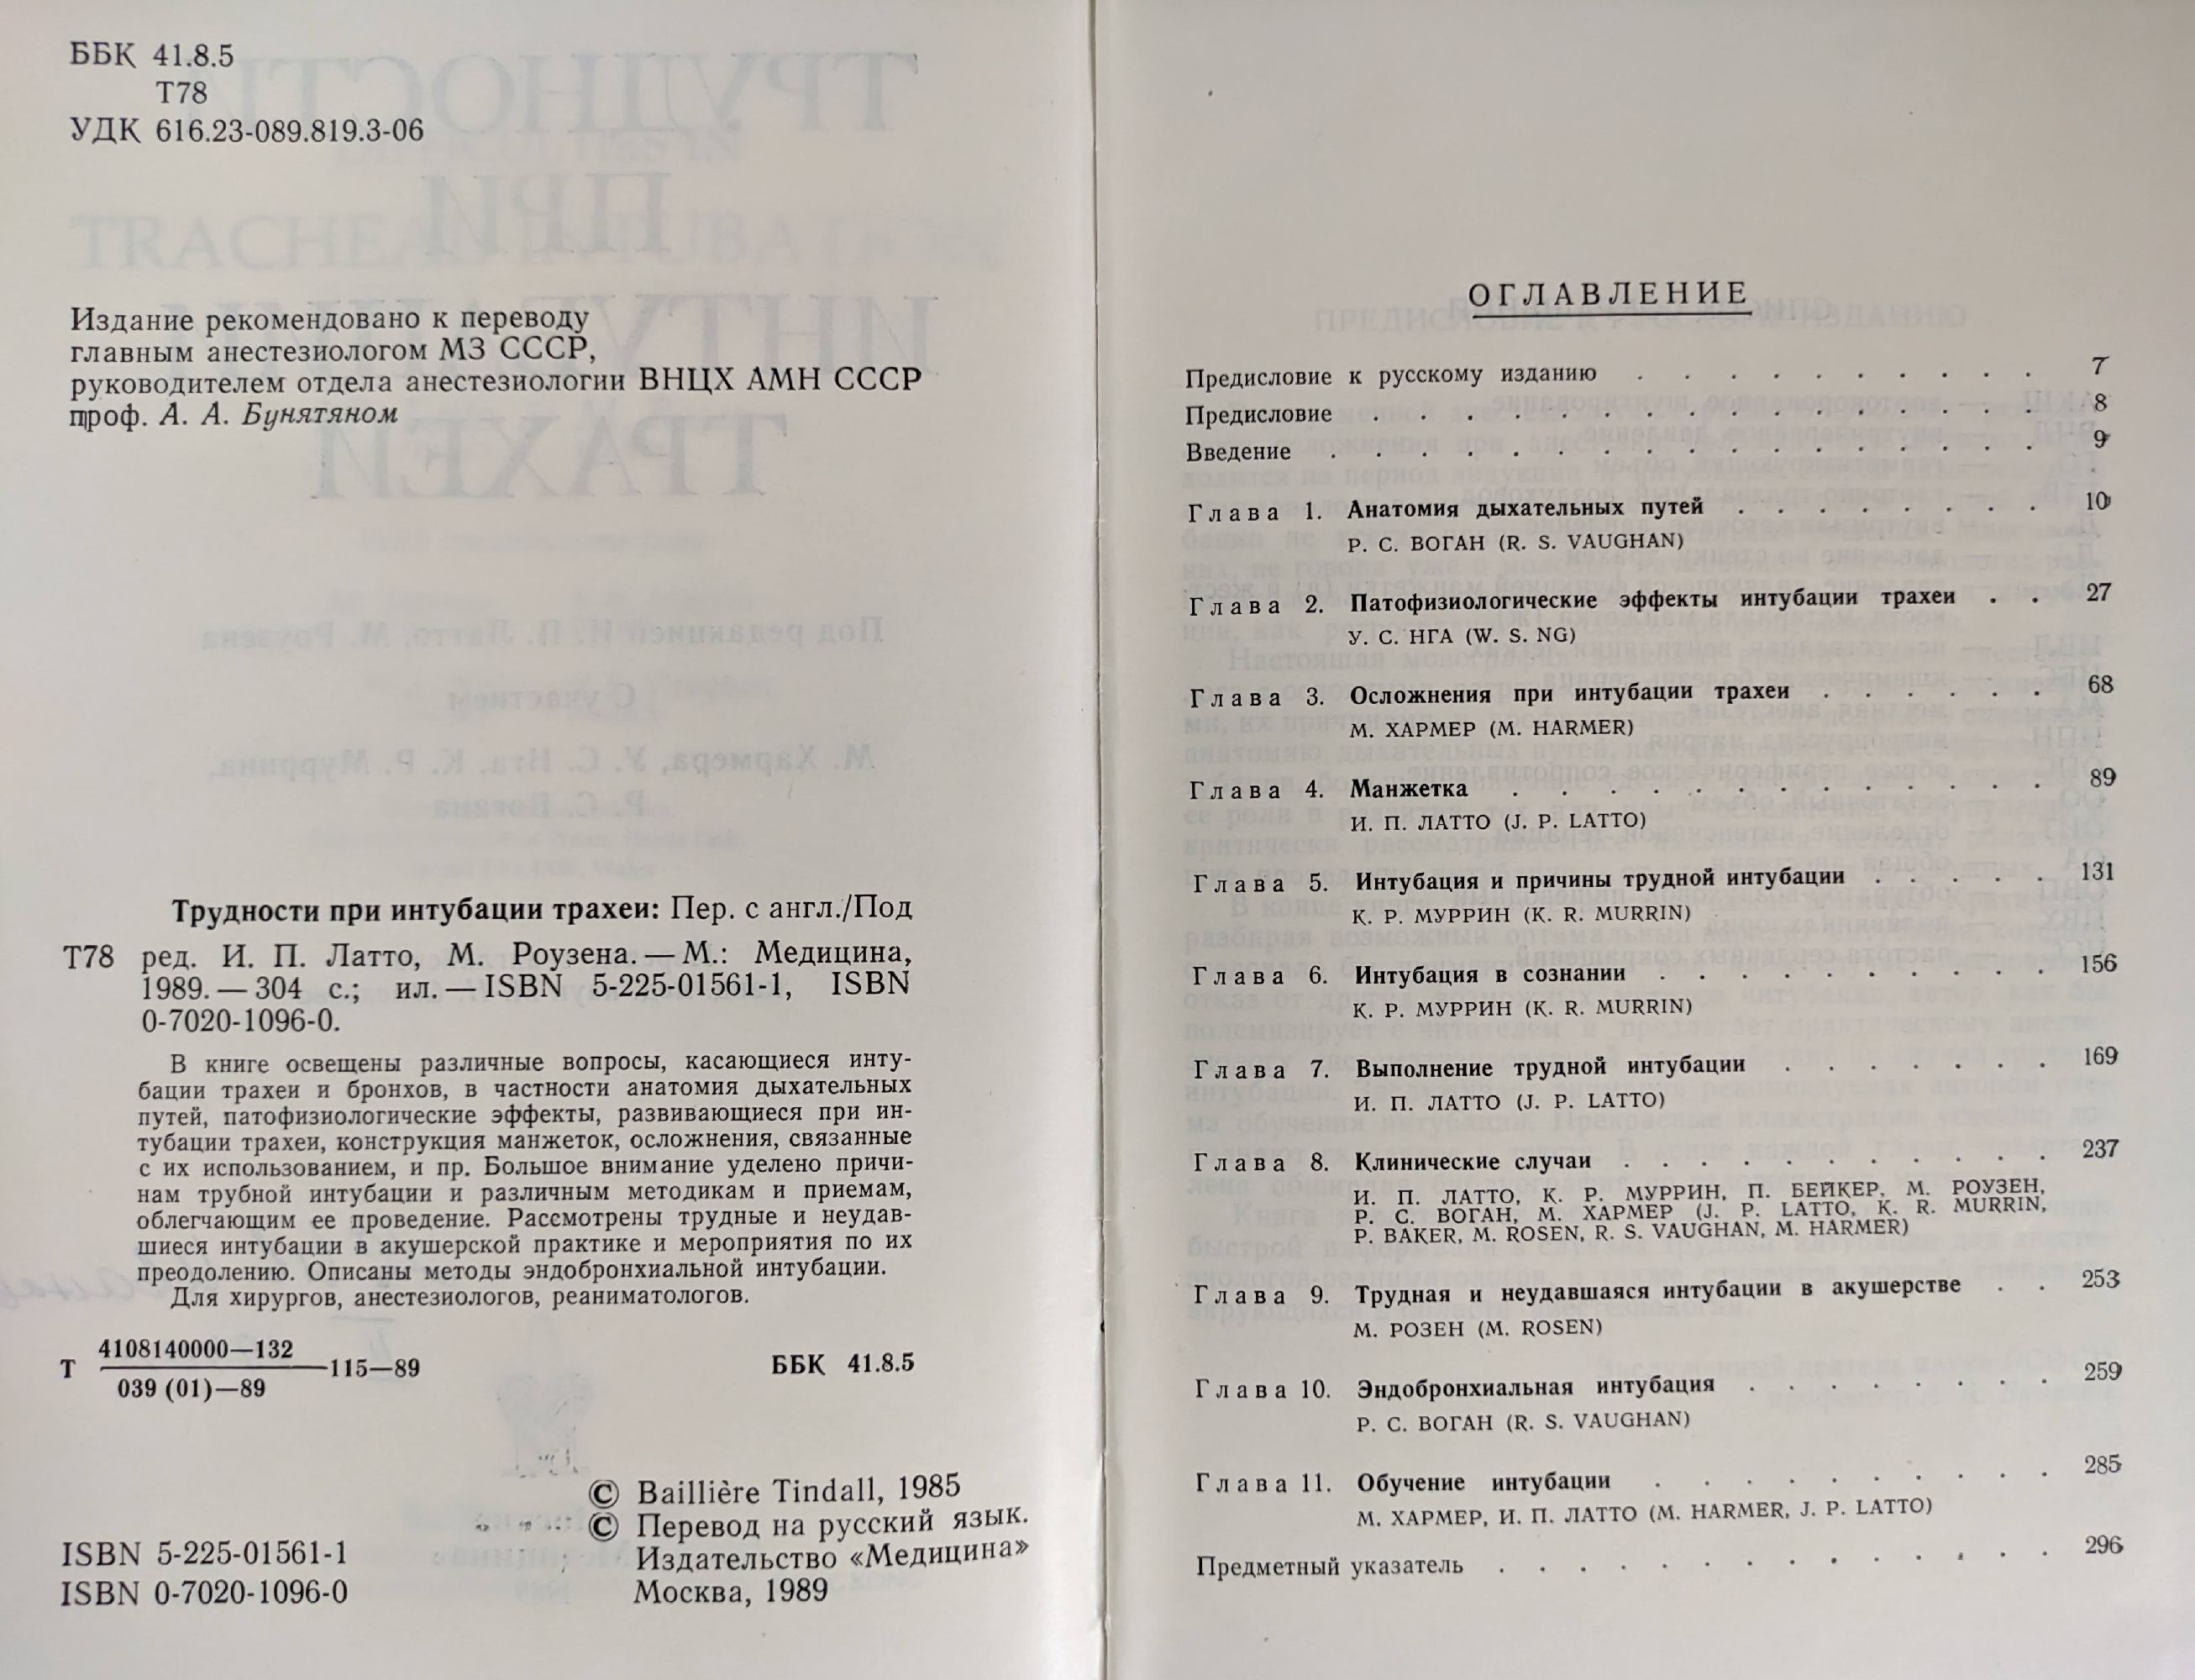 ББК 41.8.5
Т78
УДК 616.23-089.819.3-06
Издание рекомендовано к переводу
главным анестезиологом МЗ СССР,
руководителем отдела анестезиологии ВНЦХ АМН СССР
проф. А. А. Бунятяном
Трудности при интубации трахеи: Пер. с англ./Под
Т78 ред. И. П. Латто, М. Роузена. — М.: Медицина,
1989. — 304 с.; ил. — ISBN 5-225-01561-1, ISBN
0-7020-1096-0.
В книге освещены различные вопросы, касающиеся инту-
бации трахеи и бронхов, в частности анатомия дыхательных
путей, патофизиологические эффекты, развивающиеся при ин-
тубации трахеи, конструкция манжеток, осложнения, связанные
с их использованием, и пр. Большое внимание уделено причи-
нам трубной интубации и различным методикам и приемам,
облегчающим ее проведение. Рассмотрены трудные и неудав-
шиеся интубации в акушерской практике и мероприятия по их
преодолению. Описаны методы эндобронхиальной интубации.
Для хирургов, анестезиологов, реаниматологов.
Т 4108140000—132
039 (01)—89 115—89 ББК 41.8.5
© Baillière Tindall, 1985
© Перевод на русский язык.
Издательство «Медицина»
Москва, 1989
ISBN 5-225-01561-1
ISBN 0-7020-1096-0
ОГЛАВЛЕНИЕ
Предисловие к русскому изданию . . . . . . . . . . 7
Предисловие . . . . . . . . . . . . . . . 8
Введение . . . . . . . . . . . . . . . . 9
Глава 1. Анатомия дыхательных путей . . . . . . . . 10
Р. С. ВОГАН (R. S. VAUGHAN)
Глава 2. Патофизиологические эффекты интубации трахеи . . 27
У. С. НГА (W. S. NG)
Глава 3. Осложнения при интубации трахеи . . . . . . 68
М. ХАРМЕР (M. HARMER)
Глава 4. Манжетка . . . . . . . . . . . . 89
И. П. ЛАТТО (J. P. LATTO)
Глава 5. Интубация и причины трудной интубации . . . . . 131
К. Р. МУРРИН (K. R. MURRIN)
Глава 6. Интубация в сознании . . . . . . . . . . 156
К. Р. МУРРИН (K. R. MURRIN)
Глава 7. Выполнение трудной интубации . . . . . . . 169
И. П. ЛАТТО (J. P. LATTO)
Глава 8. Клинические случаи . . . . . . . . . . 237
И. П. ЛАТТО, К. Р. МУРРИН, П. БЕЙКЕР, М. РОУЗЕН,
Р. С. ВОГАН, М. ХАРМЕР (J. P. LATTO, K. R. MURRIN,
P. BAKER, M. ROSEN, R. S. VAUGHAN, M. HARMER)
Глава 9. Трудная и неудавшаяся интубации в акушерстве . . 253
М. РОЗЕН (M. ROSEN)
Глава 10. Эндобронхиальная интубация . . . . . . . . 259
Р. С. ВОГАН (R. S. VAUGHAN)
Глава 11. Обучение интубации . . . . . . . . . . 285
М. ХАРМЕР, И. П. ЛАТТО (M. HARMER, J. P. LATTO)
Предметный указатель . . . . . . . . . . . . . . 296